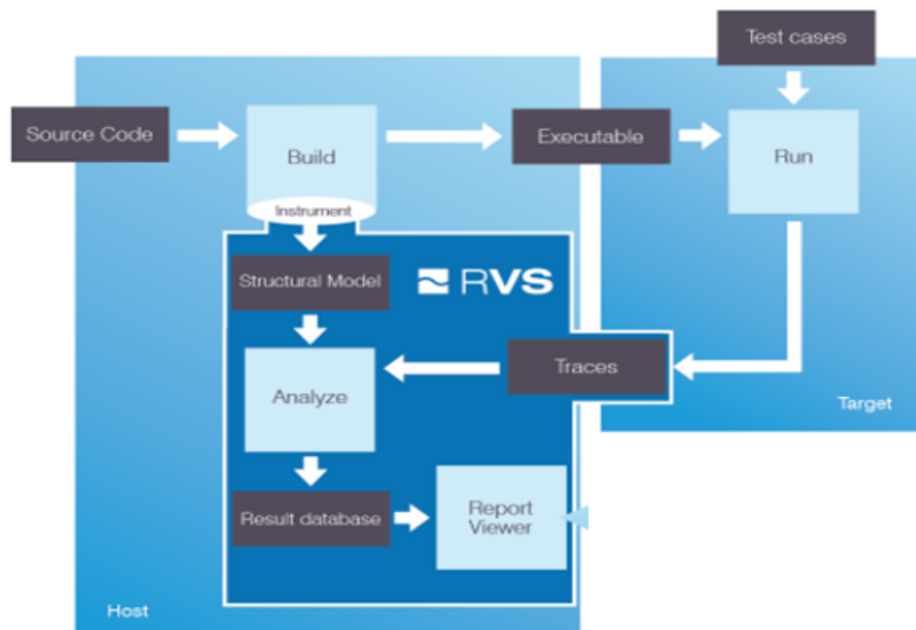 Test cases
Source Code
Build
Executable
Run
Instrument
Structural Model
RVS
Traces
Analyze
Target
Result database
Report
Viewer
Host